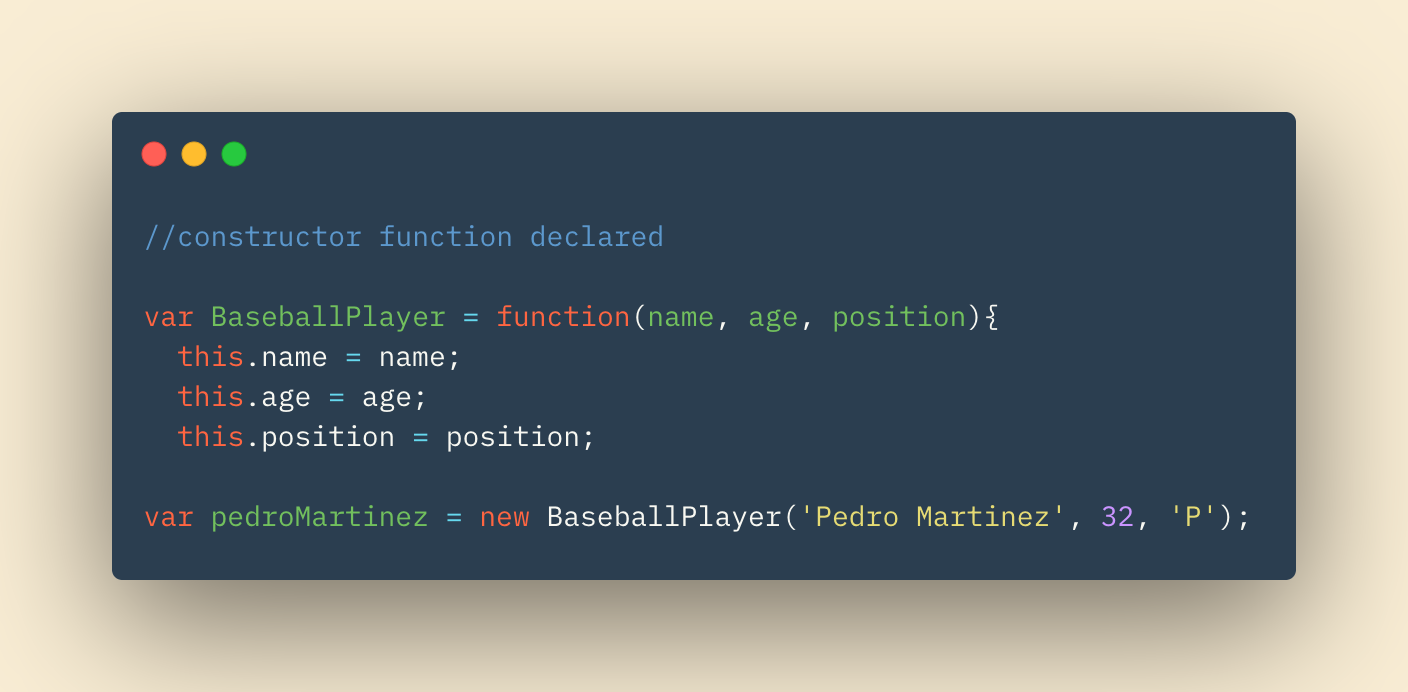 //constructor function declared
var BaseballPlayer = function(name, age, position){
this.name = name;
this.age = age;
this.position = position;
var pedroMartinez = new BaseballPlayer('Pedro Martinez', 32, 'P');